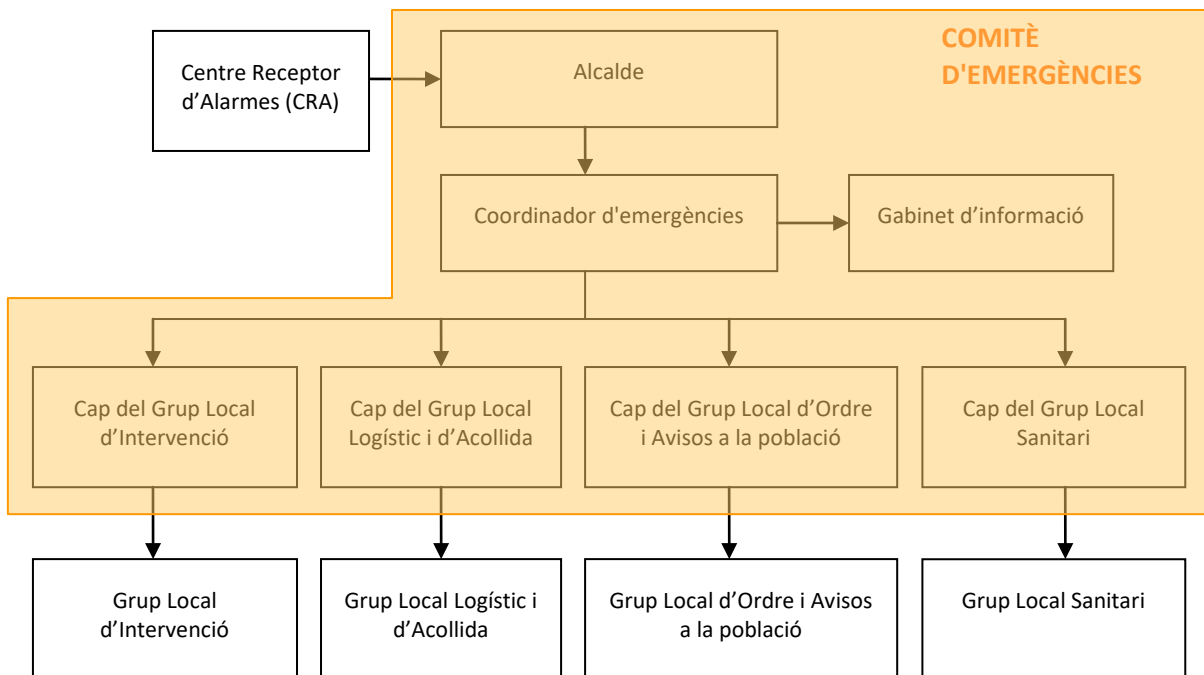 COMITÈ
D'EMERGÈNCIES
Centre Receptor
d’Alarmes (CRA)
Alcalde
Coordinador d'emergències
Gabinet d’informació
Cap del Grup Local
d’Intervenció
Cap del Grup Local
Logístic i d’Acollida
Cap del Grup Local d’Ordre
i Avisos a la població
Cap del Grup Local
Sanitari
Grup Local
d’Intervenció
Grup Local Logístic i
d’Acollida
Grup Local d’Ordre i Avisos
a la població
Grup Local Sanitari